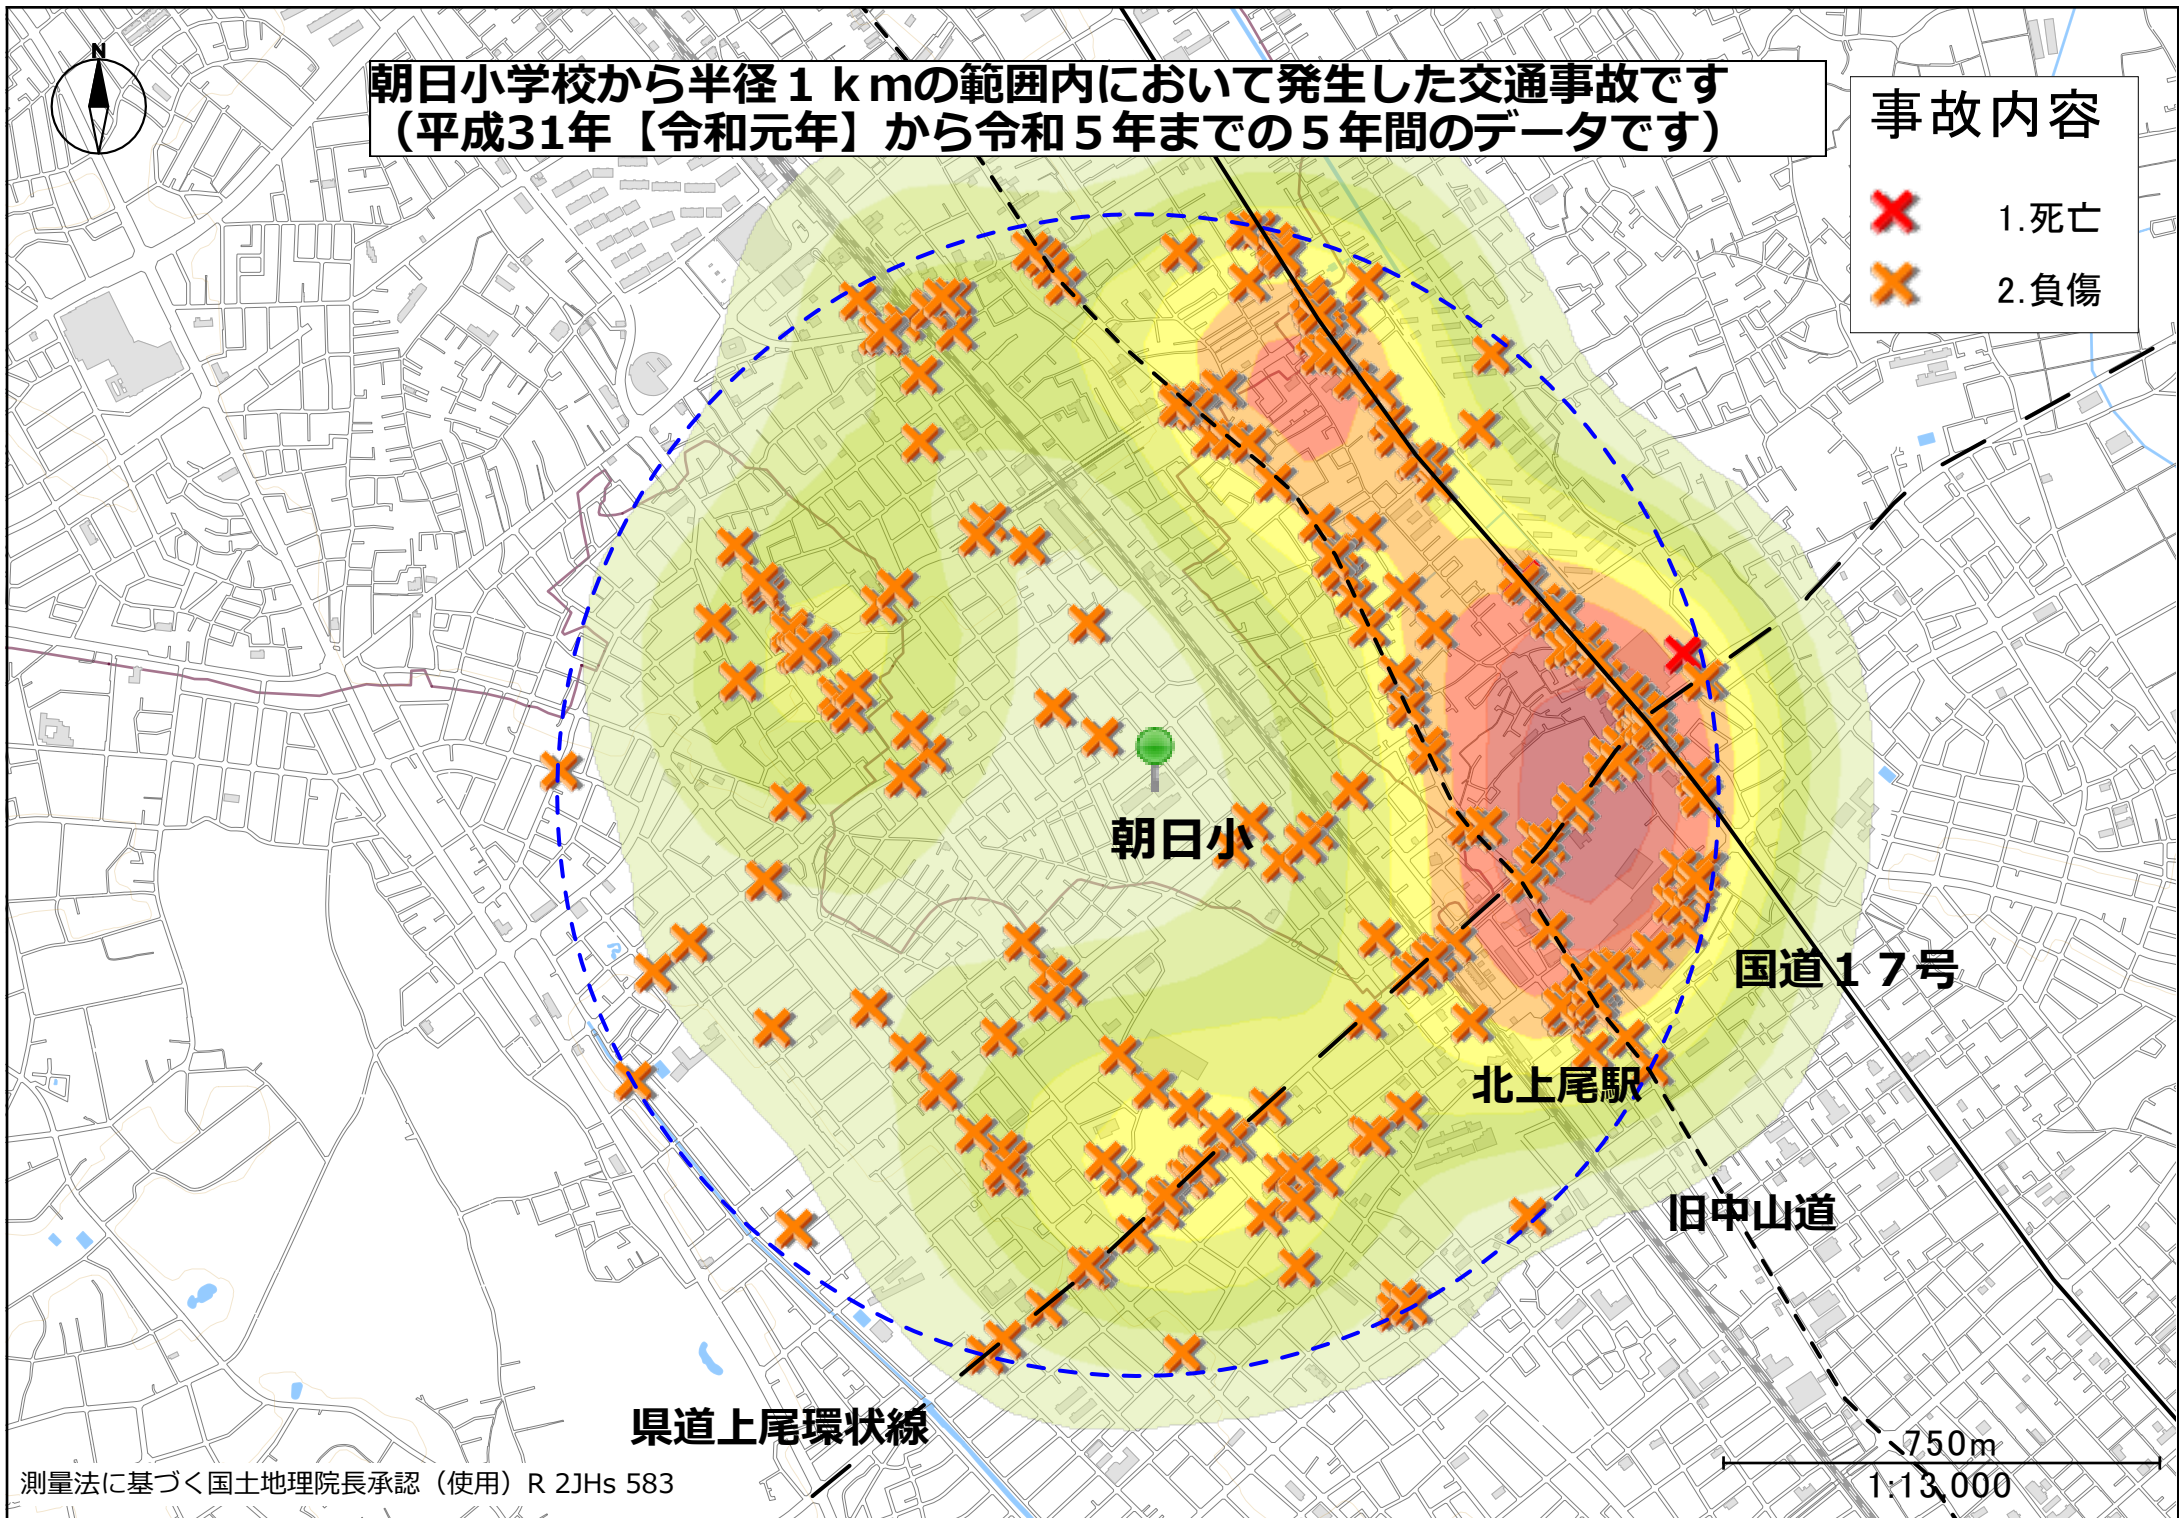 N
朝日小学校から半径１ｋｍの範囲内において発生した交通事故です
（平成31年【令和元年】から令和５年までの５年間のデータです）
事故内容
1.死亡
2.負傷
朝日小
国道１７号
北上尾駅
旧中山道
県道上尾環状線
750m
1:13,000
測量法に基づく国土地理院長承認（使用）R 2JHs 583